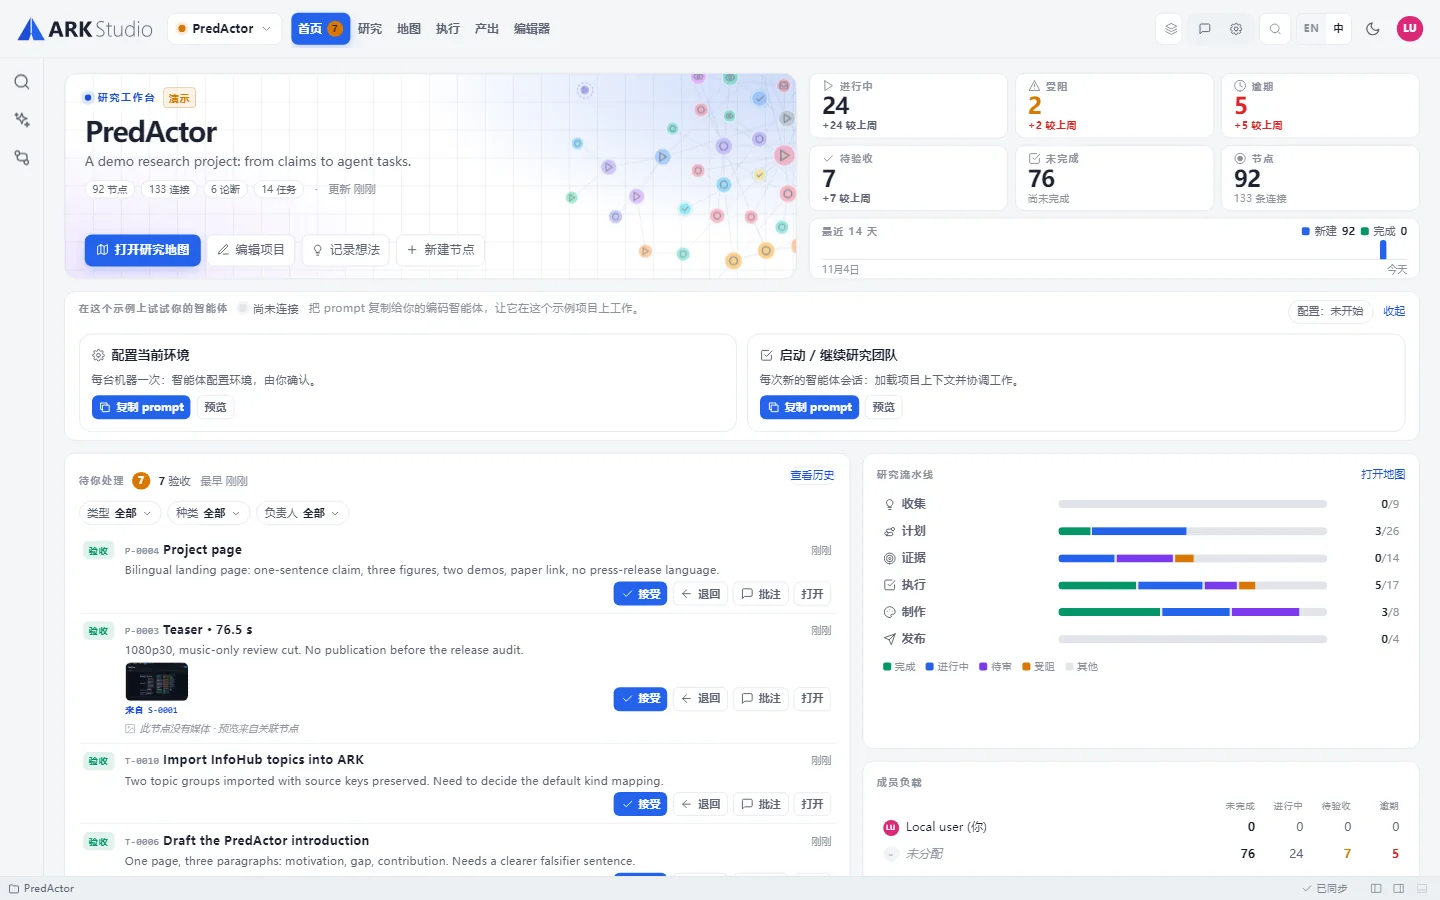 ARK Studio
PredActor
首页 7
研究
地图
执行
产出
编辑器
EN 中
LU
研究工作台 演示
PredActor
A demo research project: from claims to agent tasks.
92 节点 133 连接 6 论断 14 任务 · 更新 刚刚
打开研究地图 编辑项目 记录想法 新建节点
进行中
24
+24 较上周
受阻
2
+2 较上周
逾期
5
+5 较上周
待验收
7
+7 较上周
未完成
76
尚未完成
节点
92
133 条连接
最近 14 天 新建 92 完成 0
11月4日 今天
在这个示例上试试你的智能体 尚未连接 把 prompt 复制给你的编码智能体，让它在这个示例项目上工作。 配置：未开始 收起
配置当前环境
每台机器一次：智能体配置环境，由你确认。
复制 prompt 预览
启动 / 继续研究团队
每次新的智能体会话：加载项目上下文并协调工作。
复制 prompt 预览
待你处理 7 7 验收 最早 刚刚 查看历史
类型 全部 种类 全部 负责人 全部
验收 P-0004 Project page 刚刚
Bilingual landing page: one-sentence claim, three figures, two demos, paper link, no press-release language.
接受 退回 批注 打开
验收 P-0003 Teaser • 76.5 s 刚刚
1080p30, music-only review cut. No publication before the release audit.
来自 S-0001
接受 退回 批注 打开
此节点没有媒体 · 预览来自关联节点
验收 T-0010 Import InfoHub topics into ARK 刚刚
Two topic groups imported with source keys preserved. Need to decide the default kind mapping.
接受 退回 批注 打开
验收 T-0006 Draft the PredActor introduction 刚刚
One page, three paragraphs: motivation, gap, contribution. Needs a clearer falsifier sentence.
研究流水线 打开地图
收集 0/9
计划 3/26
证据 0/14
执行 5/17
制作 3/8
发布 0/4
完成 进行中 待审 受阻 其他
成员负载
未完成 进行中 待验收 逾期
LU Local user (你) 0 0 0 0
未分配 76 24 7 5
PredActor 已同步